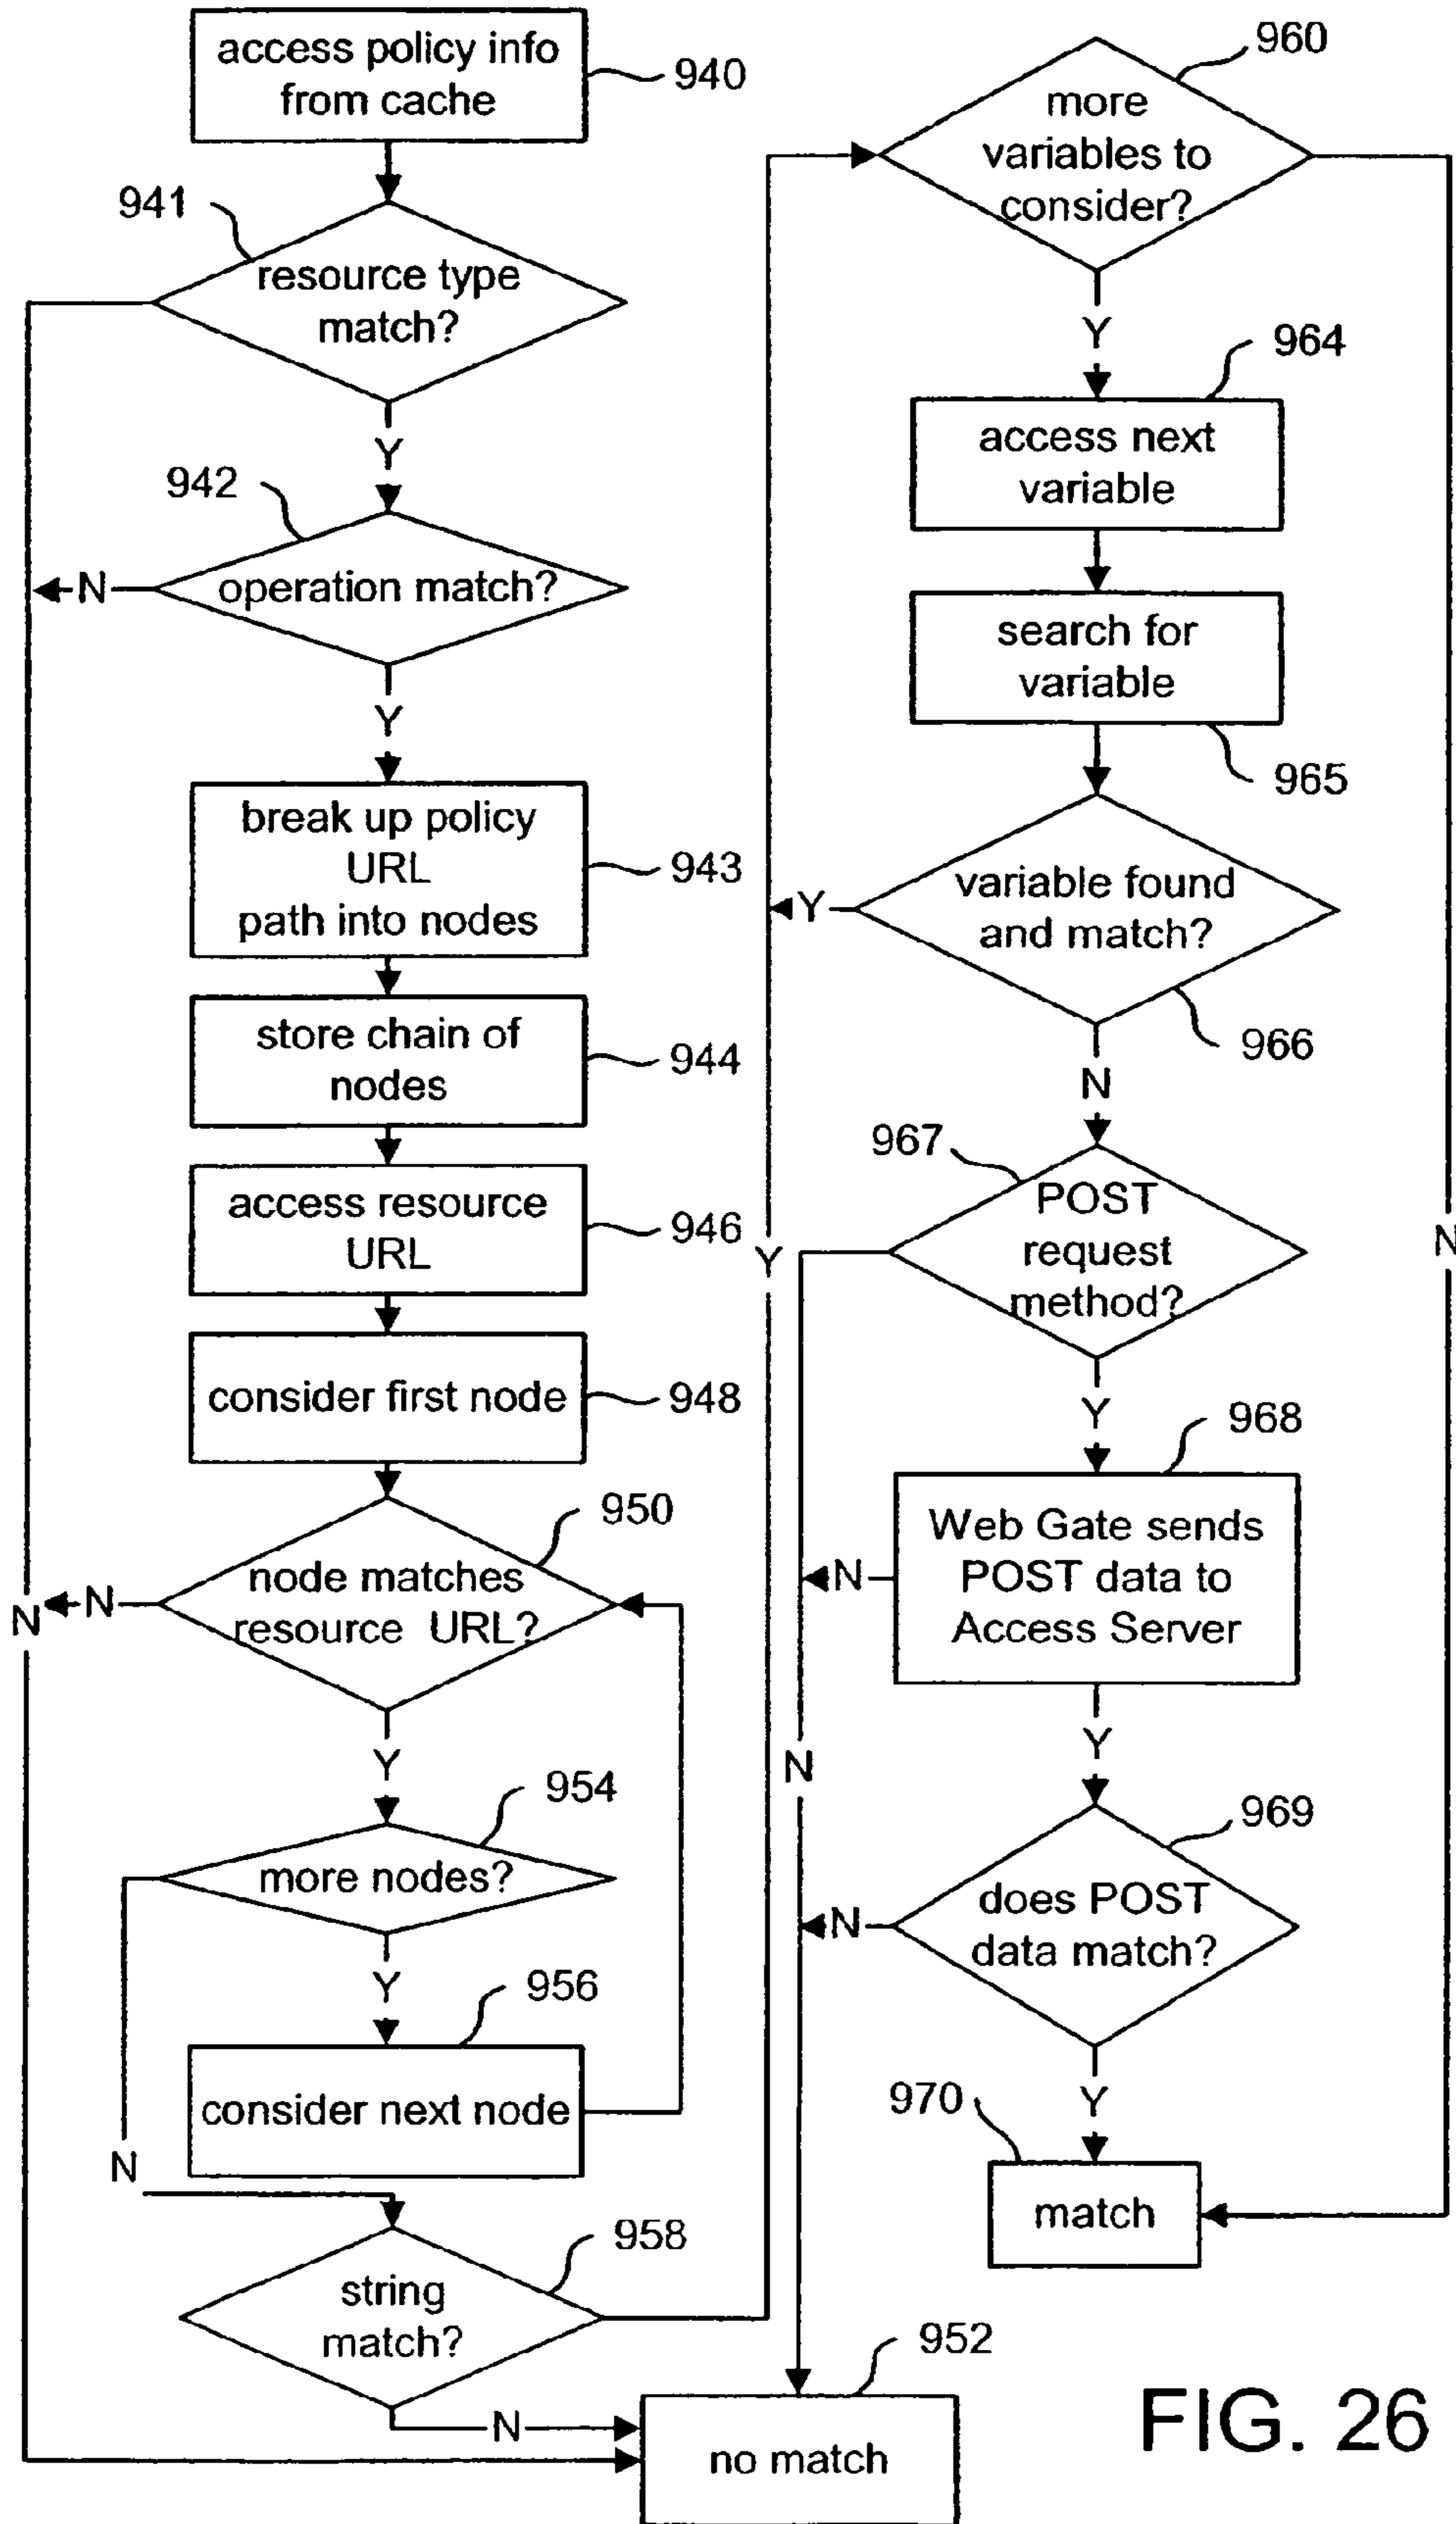 access policy info
from cache
940
941
resource type
match?
Y
942
operation match?
N
Y
break up policy
URL
path into nodes
943
store chain of
nodes
944
access resource
URL
946
consider first node
948
950
node matches
resource URL?
N
N
Y
954
more nodes?
Y
956
consider next node
N
958
string
match?
N
Y
960
more
variables to
consider?
Y
N
964
access next
variable
search for
variable
965
variable found
and match?
Y
966
N
967
POST
request
method?
Y
N
968
Web Gate sends
POST data to
Access Server
N
Y
969
does POST
data match?
N
Y
970
match
952
no match
FIG. 26